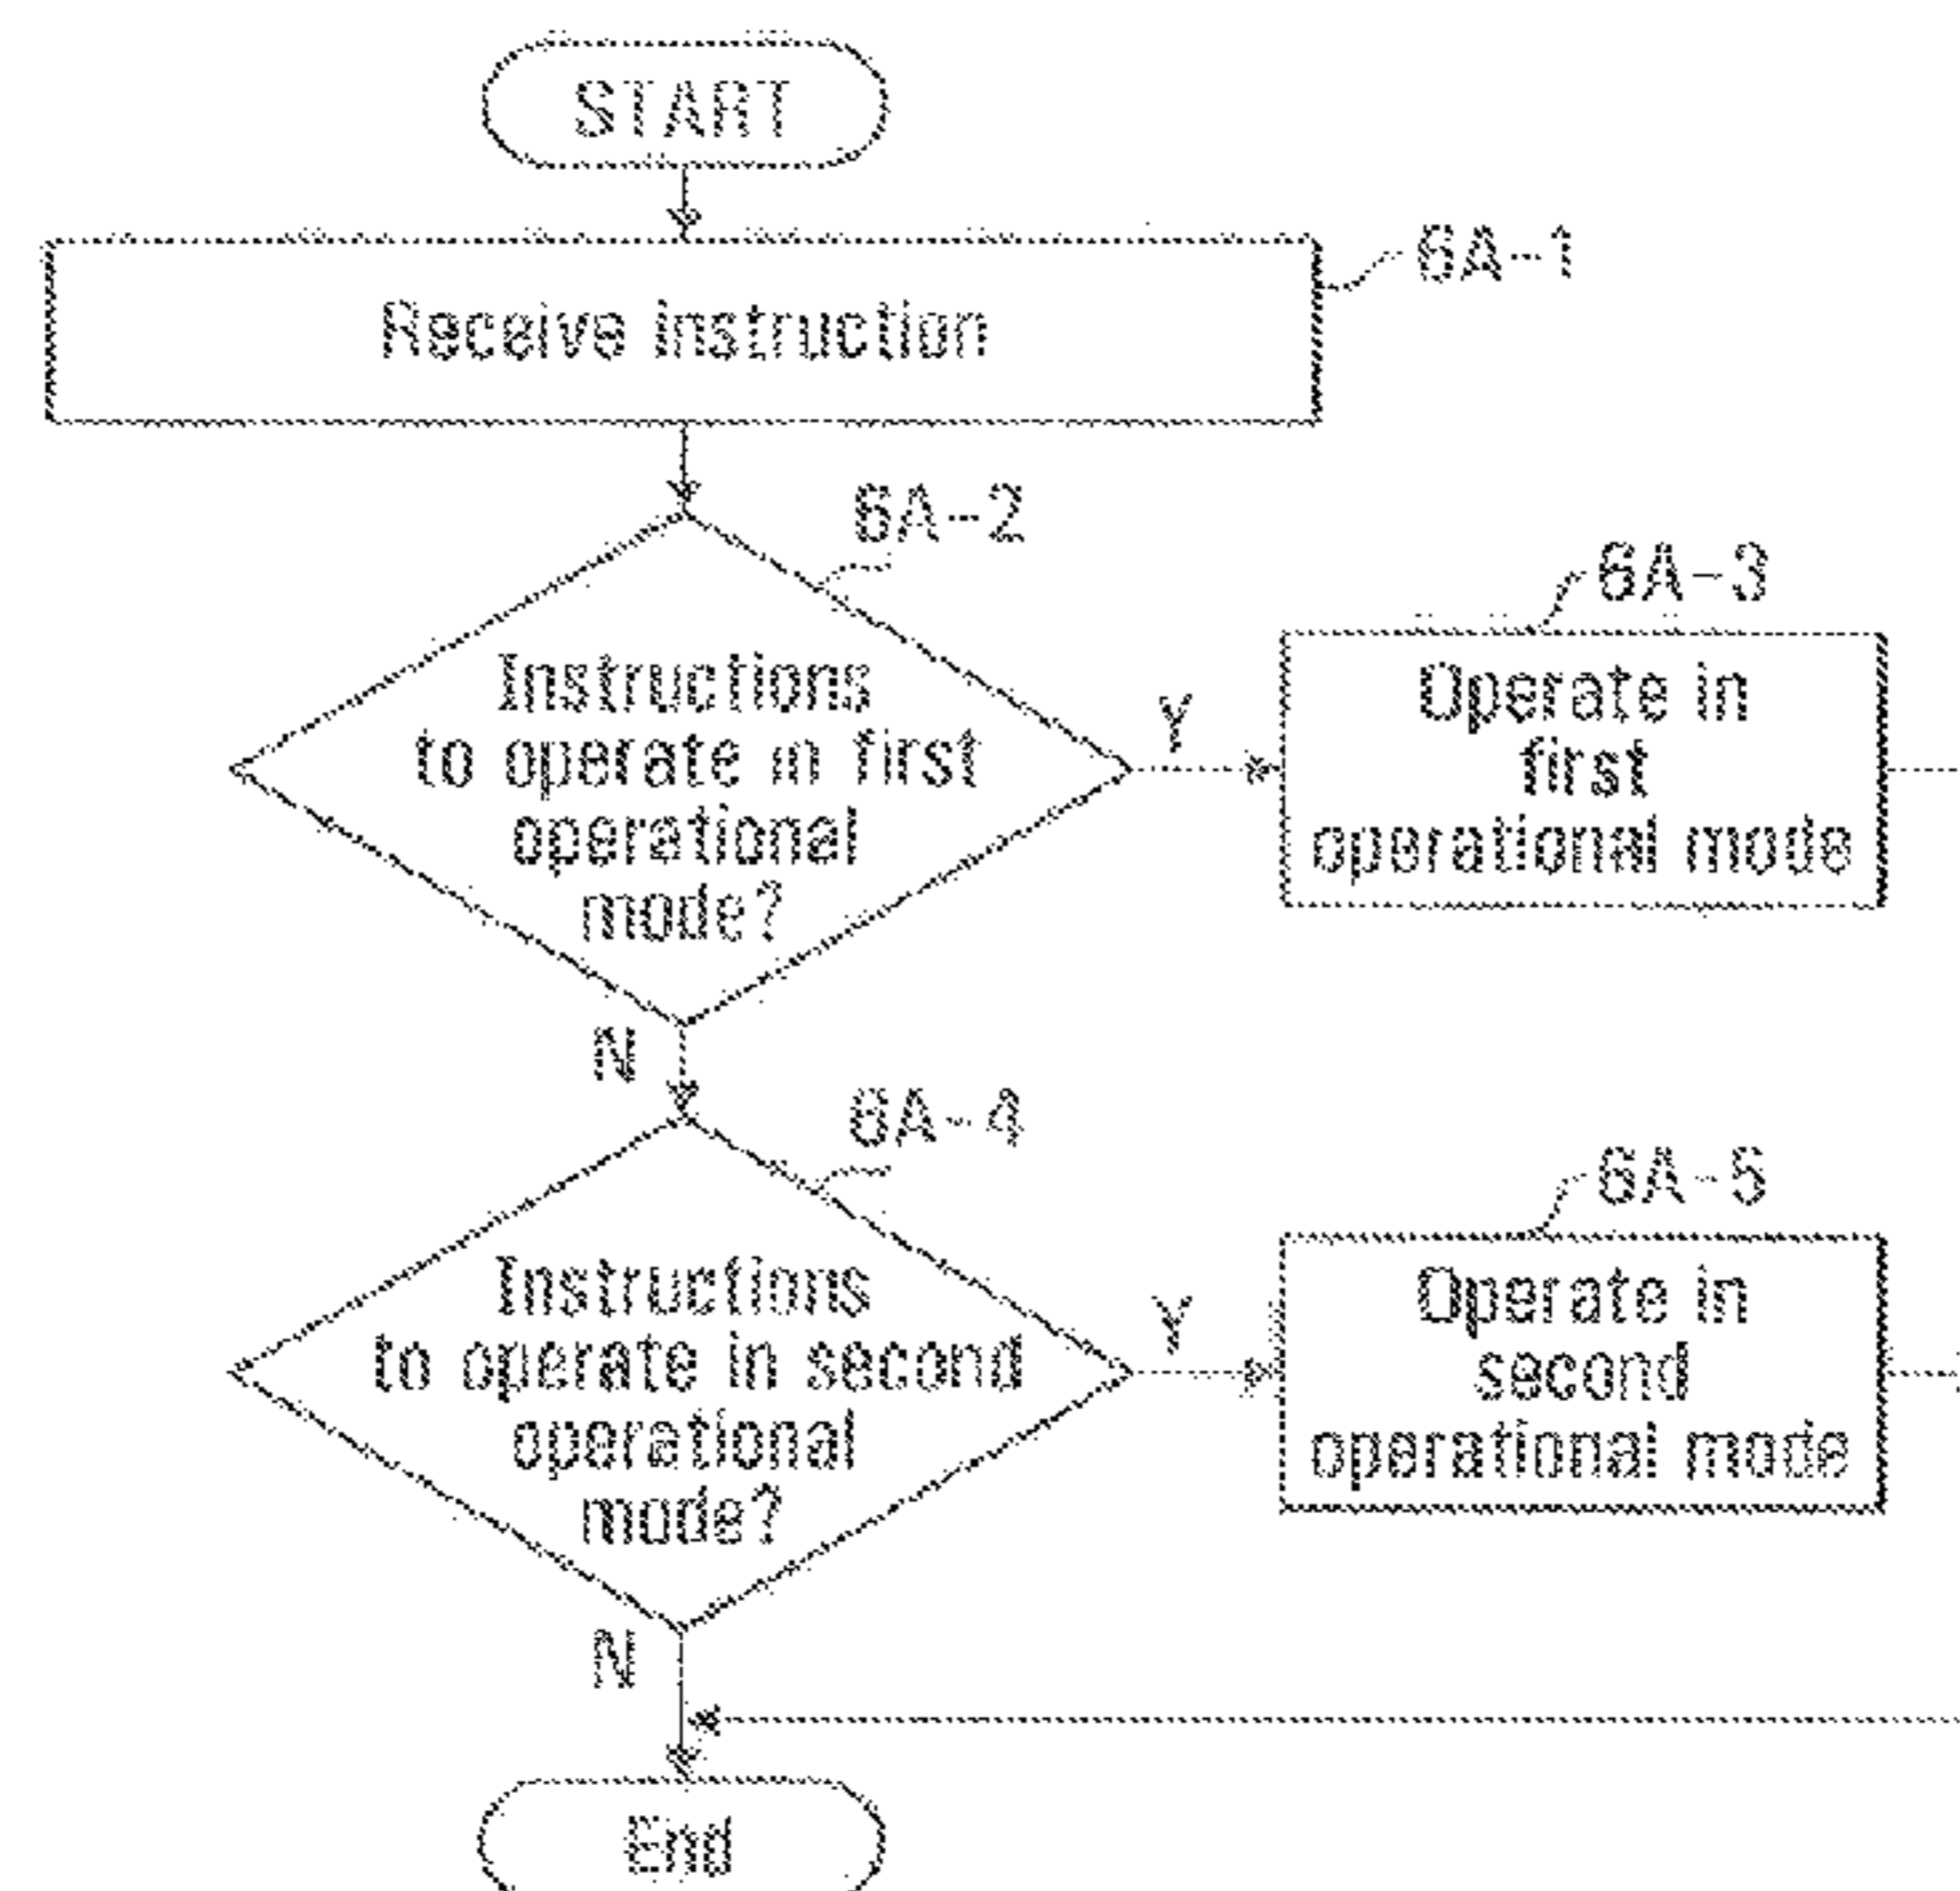 START
6A-1
Receive instruction
6A-2
Instructions
to operate in first
operational
mode?
Y
6A-3
Operate in
first
operational mode
N
6A-4
Instructions
to operate in second
operational
mode?
Y
6A-5
Operate in
second
operational mode
N
End